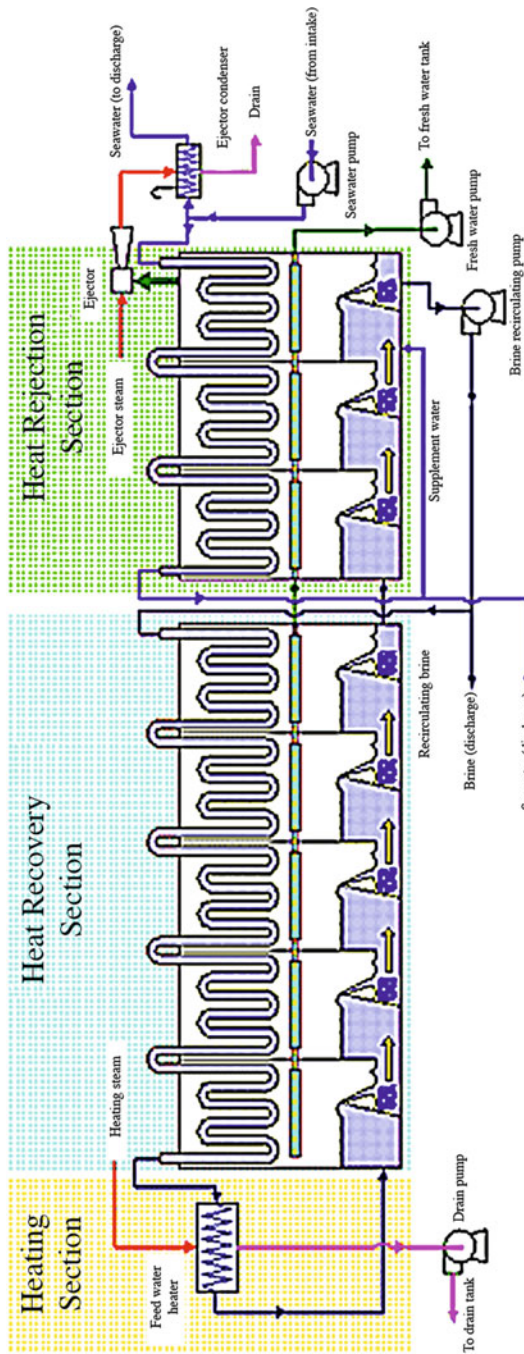 Heating
Section
Heat Recovery
Section
Heat Rejection
Section
Heating steam
Feed water
heater
Drain pump
To drain tank
Ejector steam
Ejector
Seawater (to discharge)
Ejector condenser
Drain
Seawater (from intake)
Seawater pump
To fresh water tank
Fresh water pump
Brine recirculating pump
Supplement water
Recirculating brine
Brine (discharge)